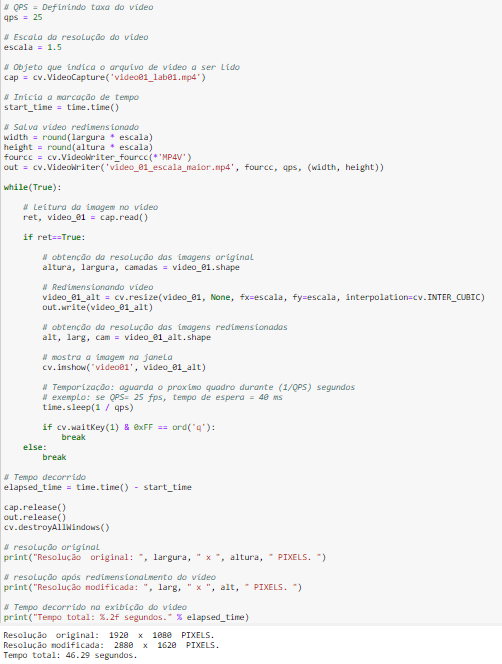 # QPS = Definindo taxa do video
qps = 25
# Escala da resolução do video
escala = 1.5
# Objeto que indica o arquivo de video a ser lido
cap = cv.VideoCapture('video01_lab01.mp4')
# Inicia a marcação de tempo
start_time = time.time()
# Salva video redimensionado
width = round(largura * escala)
height = round(altura * escala)
fourcc = cv.VideoWriter_fourcc(*'MP4V')
out = cv.VideoWriter('video_01_escala_maior.mp4', fourcc, qps, (width, height))
while(True):
# leitura da imagem no video
ret, video_01 = cap.read()
if ret==True:
# obtenção da resolução das imagens original
altura, largura, camadas = video_01.shape
# Redimensionando video
video_01_alt = cv.resize(video_01, None, fx=escala, fy=escala, interpolation=cv.INTER_CUBIC)
out.write(video_01_alt)
# obtenção da resolução das imagens redimensionadas
alt, larg, cam = video_01_alt.shape
# mostra a imagem na janela
cv.imshow('video01', video_01_alt)
# Temporização: aguarda o proximo quadro durante (1/QPS) segundos
# exemplo: se QPS= 25 fps, tempo de espera = 40 ms
time.sleep(1 / qps)
if cv.waitKey(1) & 0xFF == ord('q'):
break
else:
break
# Tempo decorrido
elapsed_time = time.time() - start_time
cap.release()
out.release()
cv.destroyAllWindows()
# resolução original
print("Resolução  original: ", largura, " x ", altura, " PIXELS. ")
# resolução após redimensionalmento do video
print("Resolução modificada: ", larg, " x ", alt, " PIXELS. ")
# Tempo decorrido na exibição do video
print("Tempo total: %.2f segundos." % elapsed_time)
Resolução  original:  1920  x  1080  PIXELS.
Resolução modificada:  2880  x  1620  PIXELS.
Tempo total: 46.29 segundos.